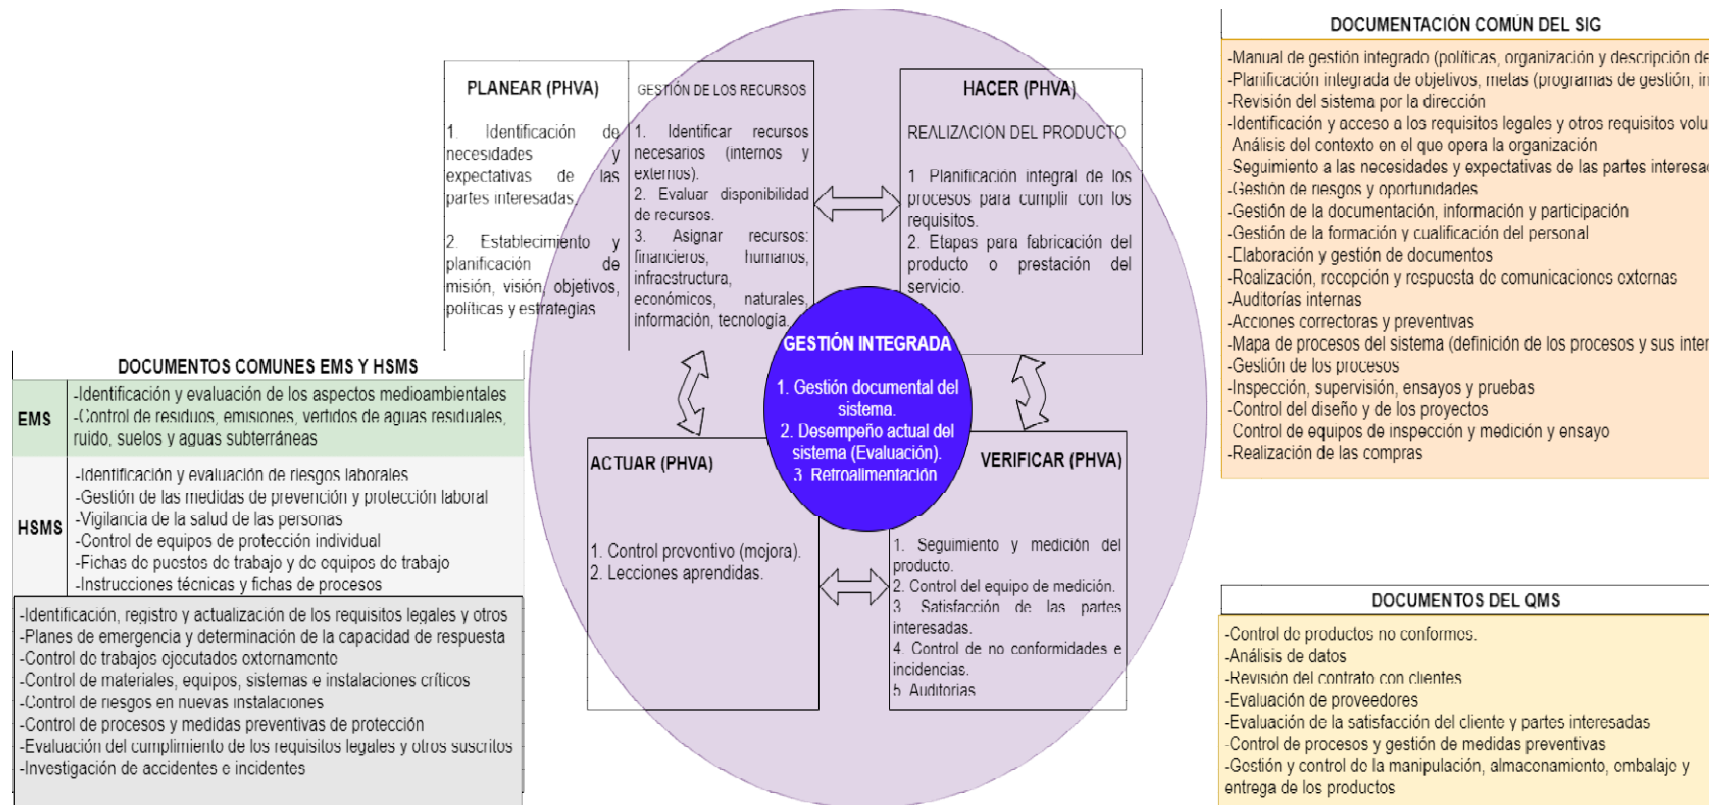 PLANEAR (PHVA)
1. Identificación de
necesidades y
expectativas de las
partes interesadas.
2. Establecimiento y
planificación de
misión, visión, objetivos,
políticas y estrategias
GESTIÓN DE LOS RECURSOS
1. Identificar recursos
necesarios (internos y
externos).
2. Evaluar disponibilidad
de recursos.
3. Asignar recursos:
financieros, humanos,
infraestructura,
económicos, naturales,
información, tecnología.
HACER (PHVA)
REALIZACIÓN DEL PRODUCTO
1 Planificación integral de los
procesos para cumplir con los
requisitos.
2. Etapas para fabricación del
producto o prestación del
servicio.
GESTIÓN INTEGRADA
1. Gestión documental del
sistema.
2. Desempeño actual del
sistema (Evaluación).
3. Retroalimentación
ACTUAR (PHVA)
1. Control preventivo (mejora).
2. Lecciones aprendidas.
VERIFICAR (PHVA)
1. Seguimiento y medición del
producto.
2. Control del equipo de medición.
3 Satisfacción de las partes
interesadas.
4. Control de no conformidades e
incidencias.
5. Auditorias
DOCUMENTOS COMUNES EMS Y HSMS
EMS
-Identificación y evaluación de los aspectos medioambientales
-Control de residuos, emisiones, vertidos de aguas residuales,
ruido, suelos y aguas subterráneas
HSMS
-Identificación y evaluación de riesgos laborales
-Gestión de las medidas de prevención y protección laboral
-Vigilancia de la salud de las personas
-Control de equipos de protección individual
-Fichas de puestos de trabajo y de equipos de trabajo
-Instrucciones técnicas y fichas de procesos
-Identificación, registro y actualización de los requisitos legales y otros
-Planes de emergencia y determinación de la capacidad de respuesta
-Control de trabajos ejecutados externamente
-Control de materiales, equipos, sistemas e instalaciones críticos
-Control de riesgos en nuevas instalaciones
-Control de procesos y medidas preventivas de protección
-Evaluación del cumplimiento de los requisitos legales y otros suscritos
-Investigación de accidentes e incidentes
DOCUMENTACIÓN COMÚN DEL SIG
-Manual de gestión integrado (políticas, organización y descripción de
-Planificación integrada de objetivos, metas (programas de gestión, in
-Revisión del sistema por la dirección
-Identificación y acceso a los requisitos legales y otros requisitos volu
Análisis del contexto en el que opera la organización
-Seguimiento a las necesidades y expectativas de las partes interesa
-Gestión de riesgos y oportunidades
-Gestión de la documentación, información y participación
-Gestión de la formación y cualificación del personal
-Elaboración y gestión de documentos
-Realización, recepción y respuesta de comunicaciones externas
-Auditorías internas
-Acciones correctoras y preventivas
-Mapa de procesos del sistema (definición de los procesos y sus inter
-Gestión de los procesos
-Inspección, supervisión, ensayos y pruebas
-Control del diseño y de los proyectos
Control de equipos de inspección y medición y ensayo
-Realización de las compras
DOCUMENTOS DEL QMS
-Control de productos no conformes.
-Análisis de datos
-Revisión del contrato con clientes
-Evaluación de proveedores
-Evaluación de la satisfacción del cliente y partes interesadas
-Control de procesos y gestión de medidas preventivas
-Gestión y control de la manipulación, almacenamiento, embalaje y
entrega de los productos